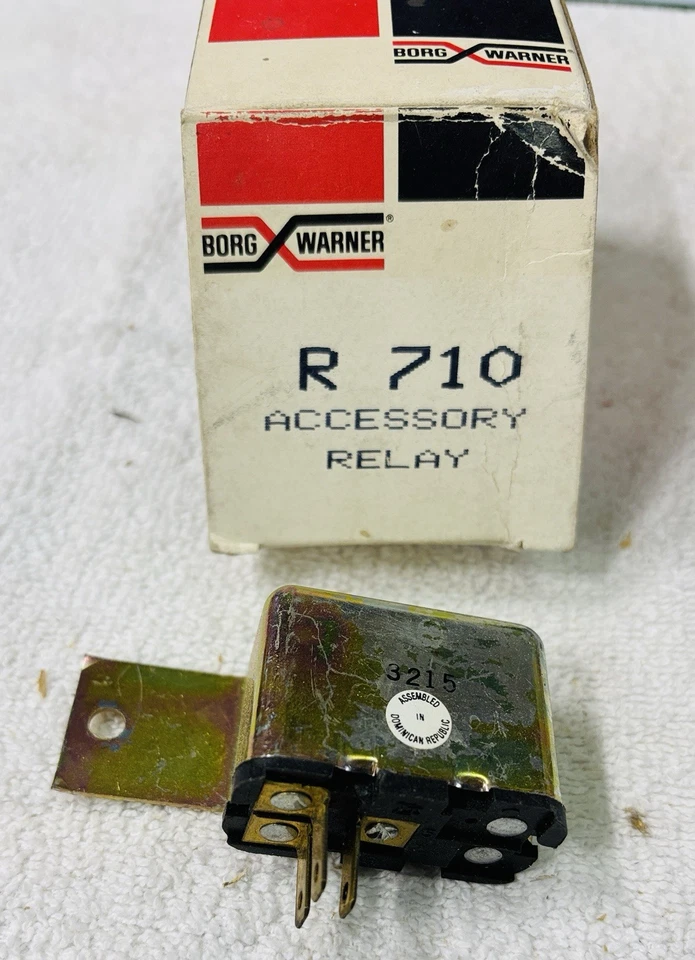 BORG WARNER
BORG WARNER®
R 710
ACCESSORY
RELAY
3215
ASSEMBLED
IN
DOMINICAN REPUBLIC